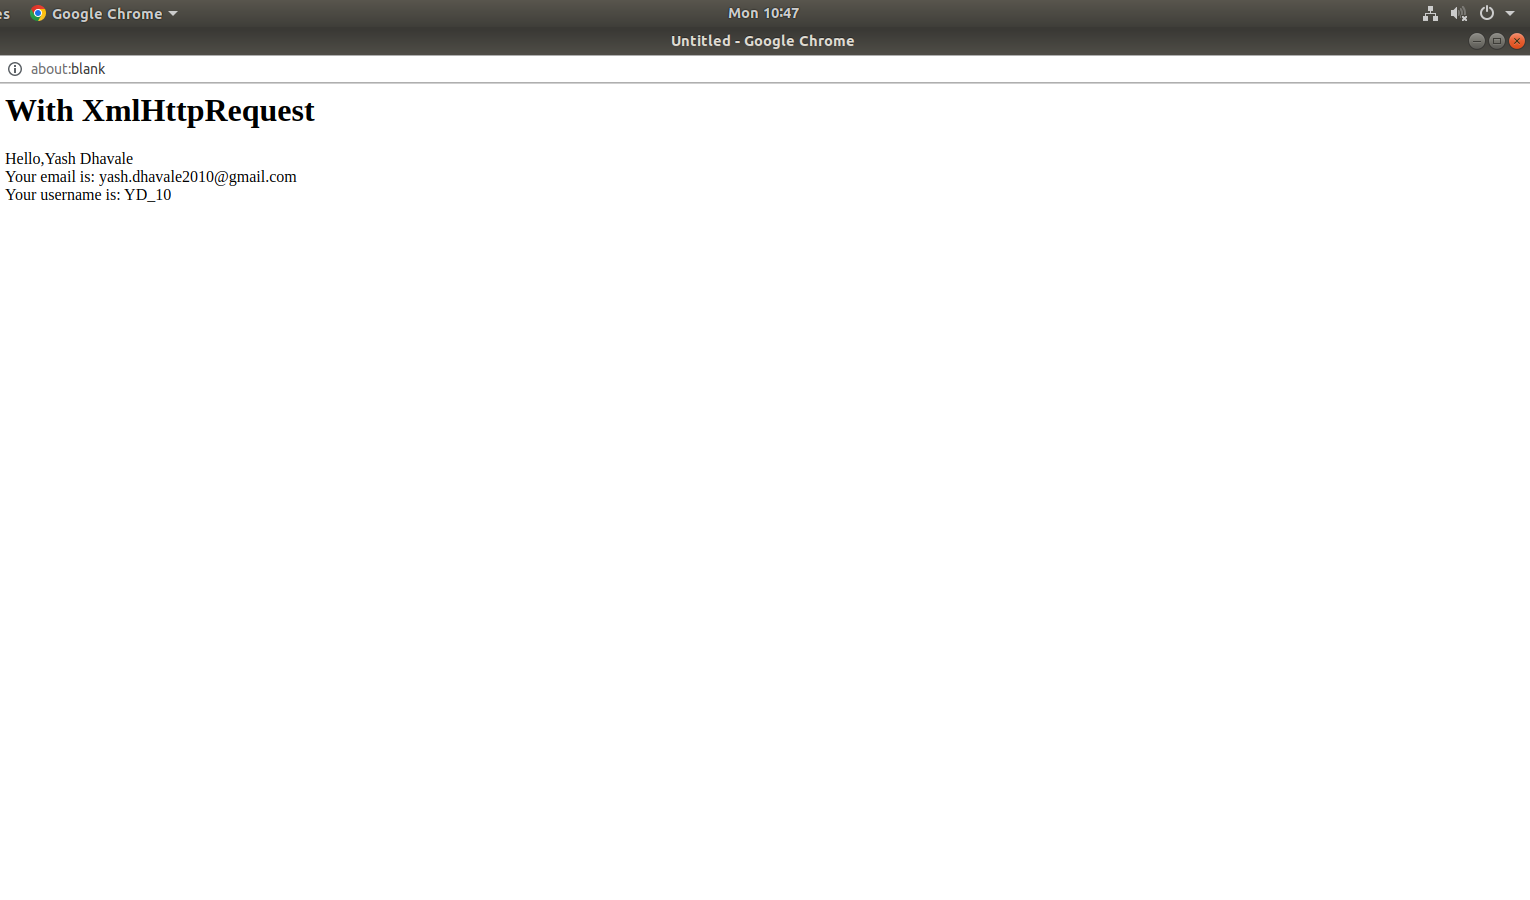 es Google Chrome Mon 10:47
Untitled - Google Chrome
about:blank
With XmlHttpRequest
Hello,Yash Dhavale
Your email is: yash.dhavale2010@gmail.com
Your username is: YD_10